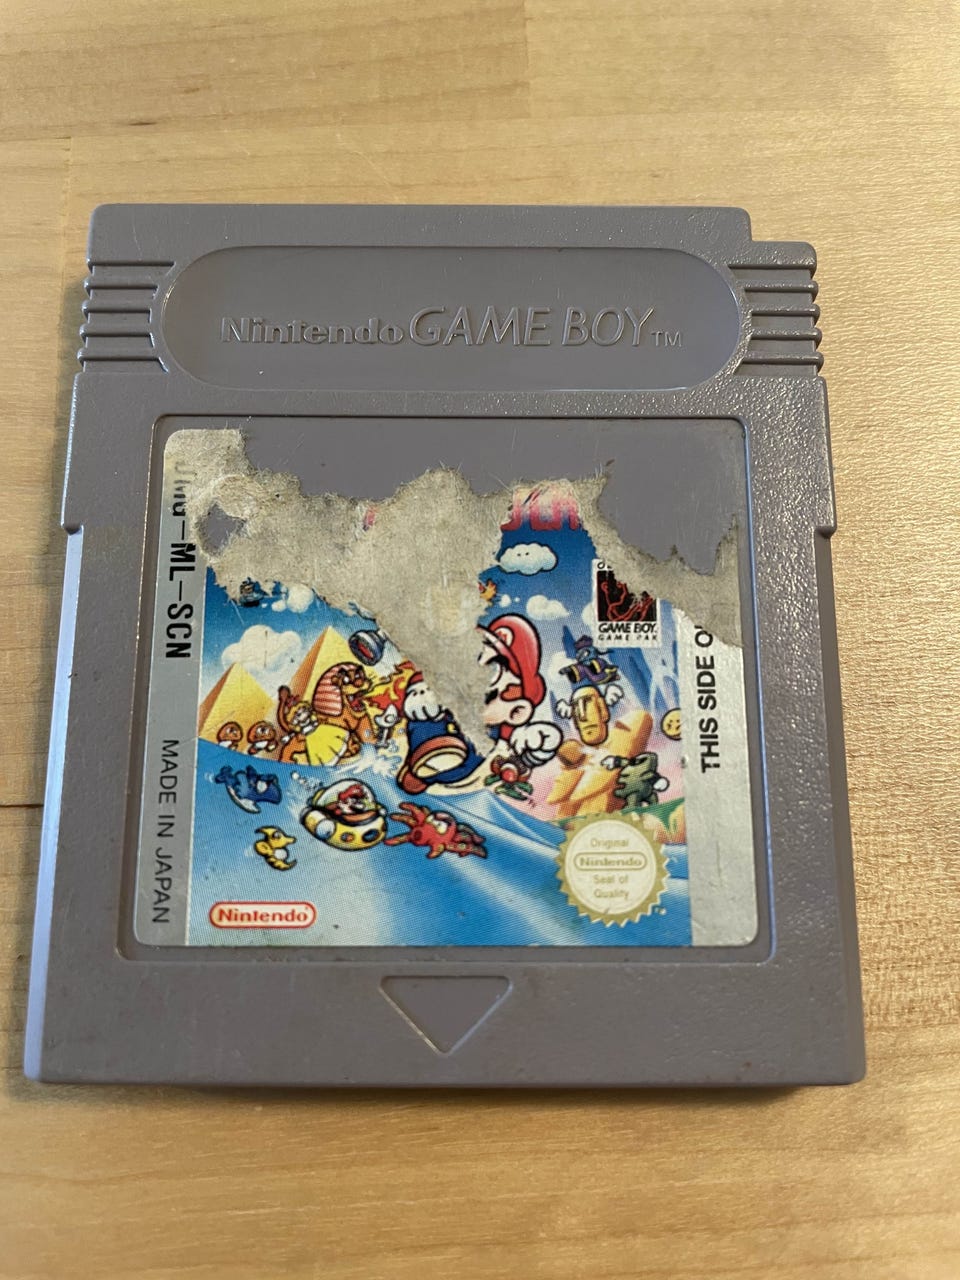 Nintendo GAME BOY TM
MG-ML-SCN
MADE IN JAPAN
GAME BOY
GAME PAK
THIS SIDE O
Original
Nintendo
Seal of
Quality
Nintendo